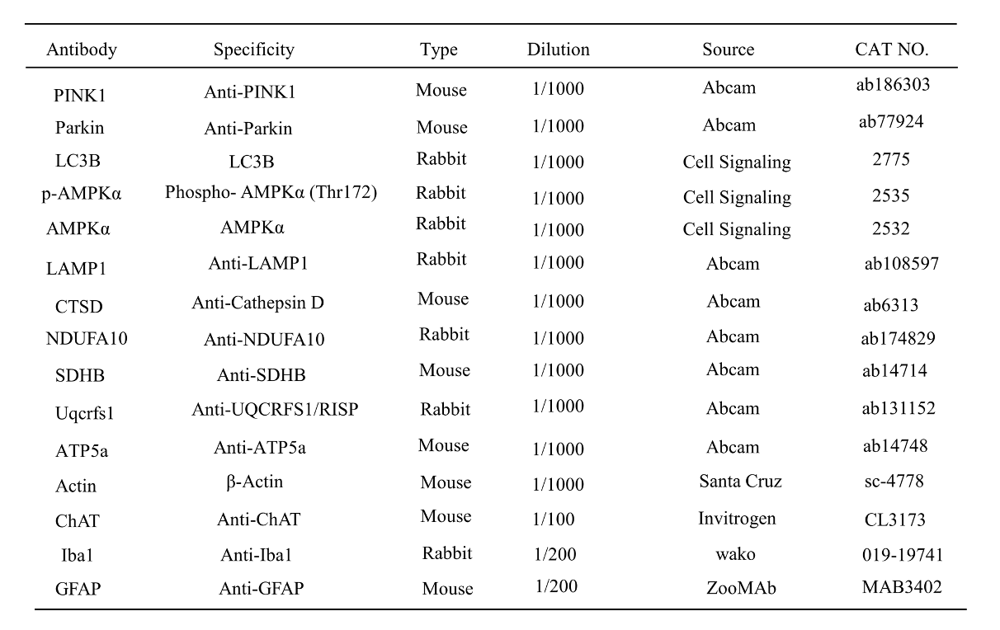 Antibody Specificity Type Dilution Source CAT NO.
PINK1 Anti-PINK1 Mouse 1/1000 Abcam ab186303
Parkin Anti-Parkin Mouse 1/1000 Abcam ab77924
LC3B LC3B Rabbit 1/1000 Cell Signaling 2775
p-AMPKα Phospho- AMPKα (Thr172) Rabbit 1/1000 Cell Signaling 2535
AMPKα AMPKα Rabbit 1/1000 Cell Signaling 2532
LAMP1 Anti-LAMP1 Rabbit 1/1000 Abcam ab108597
CTSD Anti-Cathepsin D Mouse 1/1000 Abcam ab6313
NDUFA10 Anti-NDUFA10 Rabbit 1/1000 Abcam ab174829
SDHB Anti-SDHB Mouse 1/1000 Abcam ab14714
Uqcrfs1 Anti-UQCRFS1/RISP Rabbit 1/1000 Abcam ab131152
ATP5a Anti-ATP5a Mouse 1/1000 Abcam ab14748
Actin β-Actin Mouse 1/1000 Santa Cruz sc-4778
ChAT Anti-ChAT Mouse 1/100 Invitrogen CL3173
Iba1 Anti-Iba1 Rabbit 1/200 wako 019-19741
GFAP Anti-GFAP Mouse 1/200 ZooMAb MAB3402